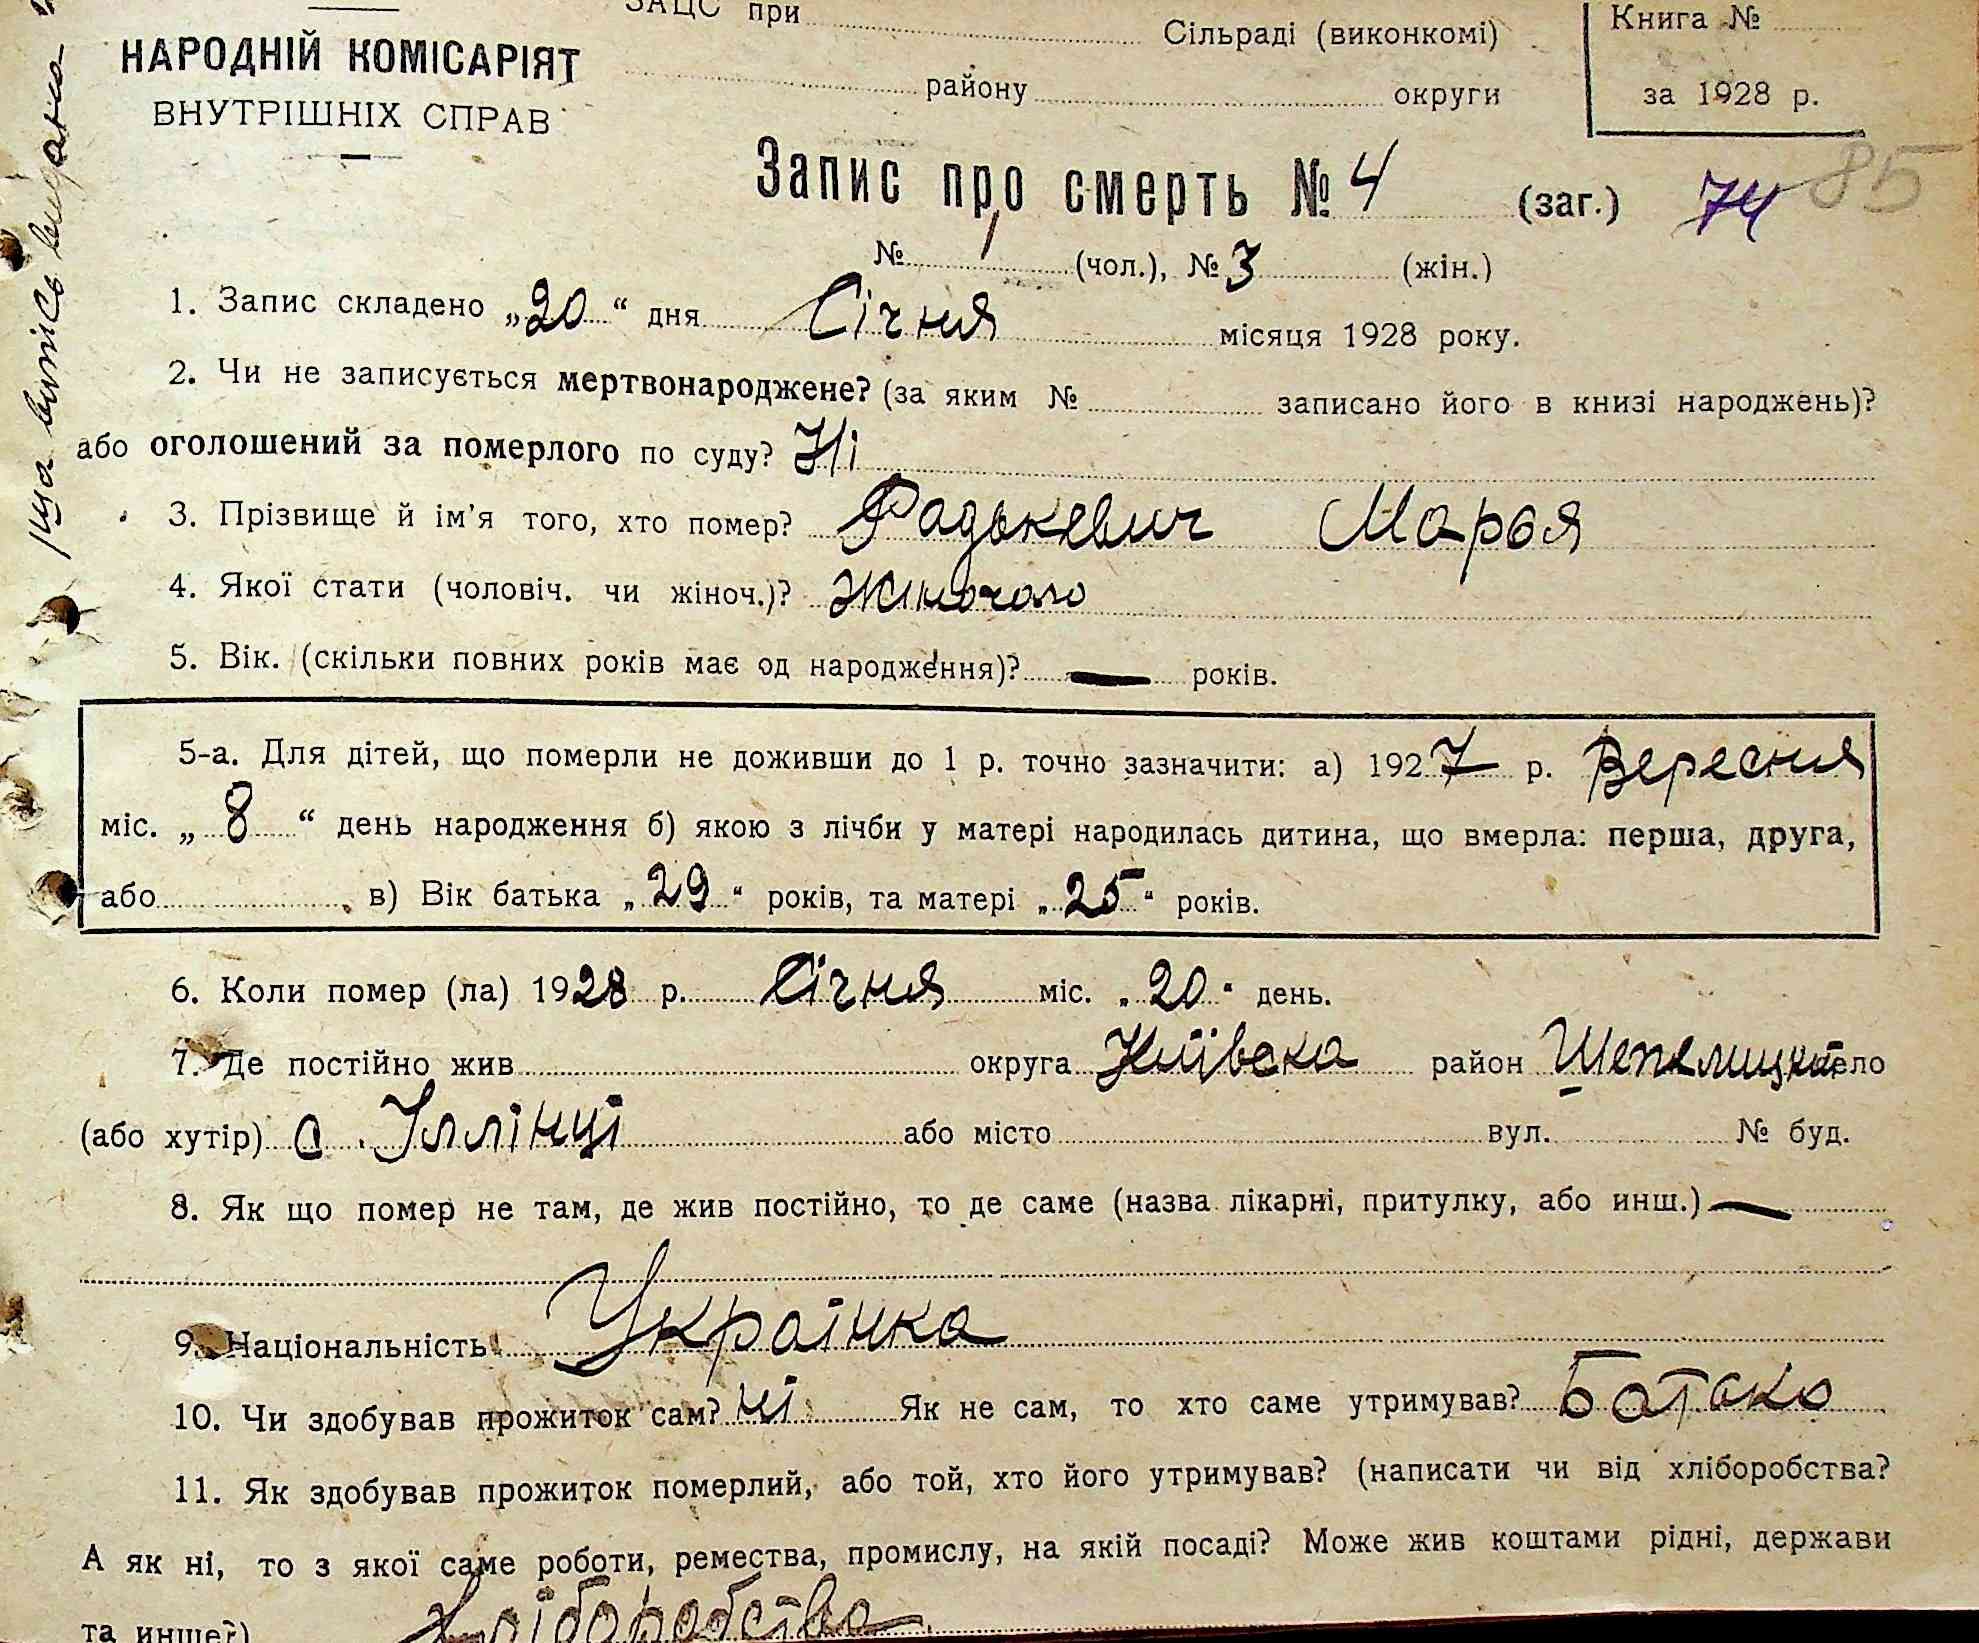 ЗАЦС при Сільраді (виконкомі)
району округи
Книга №
за 1928 р.
НАРОДНІЙ КОМІСАРІЯТ
ВНУТРІШНІХ СПРАВ
Запис про смерть № 4 (заг.) 74 85
№ 1 (чол.), № 3 (жін.)
1. Запис складено „20“ дня Січня місяця 1928 року.
2. Чи не записується мертвонароджене? (за яким № записано його в книзі народжень)?
або оголошений за померлого по суду? Ні
3. Прізвище й ім'я того, хто помер? Радькевич Марья
4. Якої стати (чоловіч. чи жіноч.)? Жіночого
5. Вік. (скільки повних років має од народження)? — років.
5-а. Для дітей, що померли не доживши до 1 р. точно зазначити: а) 1927 р. Вересня
міс. „8“ день народження б) якою з лічби у матері народилась дитина, що вмерла: перша, друга,
або в) Вік батька „29“ років, та матері „25“ років.
6. Коли помер (ла) 1928 р. Січня міс. „20“ день.
7. Де постійно жив округа Київська район Шепелицкий село
(або хутір) с. Іллінці або місто вул. № буд.
8. Як що помер не там, де жив постійно, то де саме (назва лікарні, притулку, або инш.) —
9. Національність Українка
10. Чи здобував прожиток сам? ні Як не сам, то хто саме утримував? Батько
11. Як здобував прожиток померлий, або той, хто його утримував? (написати чи від хліборобства?
А як ні, то з якої саме роботи, ремества, промислу, на якій посаді? Може жив коштами рідні, держави
та инше?) Хліборобство